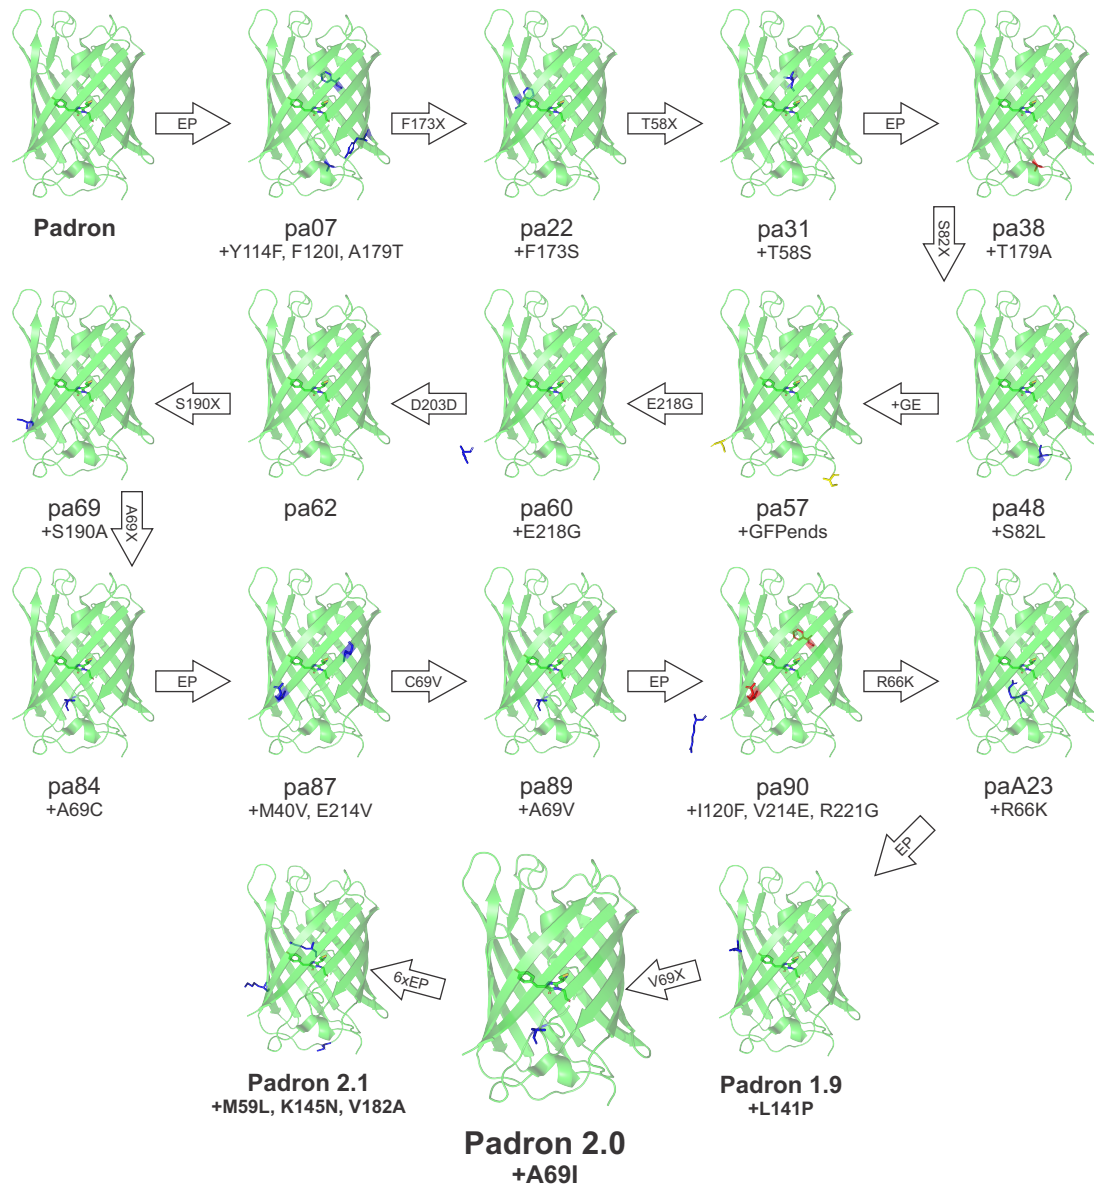 EP
F173X
T58X
EP
Padron
pa07
+Y114F, F120I, A179T
pa22
+F173S
pa31
+T58S
pa38
+T179A
S82X
S190X
D203D
E218G
+GE
pa69
+S190A
pa62
pa60
+E218G
pa57
+GFPends
pa48
+S82L
A69X
EP
C69V
EP
R66K
pa84
+A69C
pa87
+M40V, E214V
pa89
+A69V
pa90
+I120F, V214E, R221G
paA23
+R66K
EP
6xEP
V69X
Padron 2.1
+M59L, K145N, V182A
Padron 1.9
+L141P
Padron 2.0
+A69I